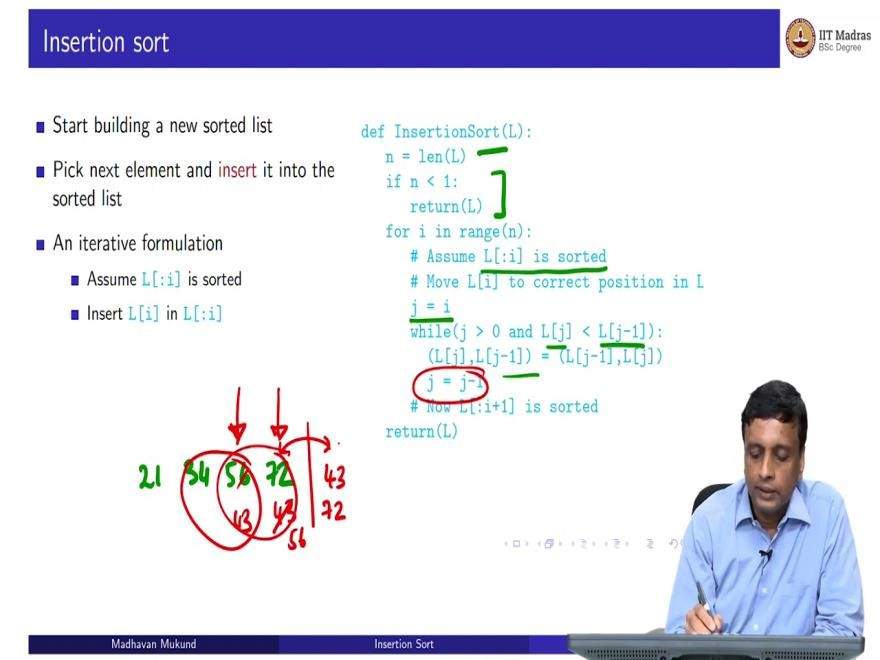 Insertion sort
IIT Madras
BSc Degree
Start building a new sorted list
Pick next element and insert it into the
sorted list
An iterative formulation
Assume L[:i] is sorted
Insert L[i] in L[:i]
def InsertionSort(L):
n = len(L)
if n < 1:
return(L)
for i in range(n):
# Assume L[:i] is sorted
# Move L[i] to correct position in L
j = i
while(j > 0 and L[j] < L[j-1]):
(L[j],L[j-1]) = (L[j-1],L[j])
j = j-1
# Now L[:i+1] is sorted
return(L)
21 34 56 72 43
43 43 72
56
Madhavan Mukund Insertion Sort